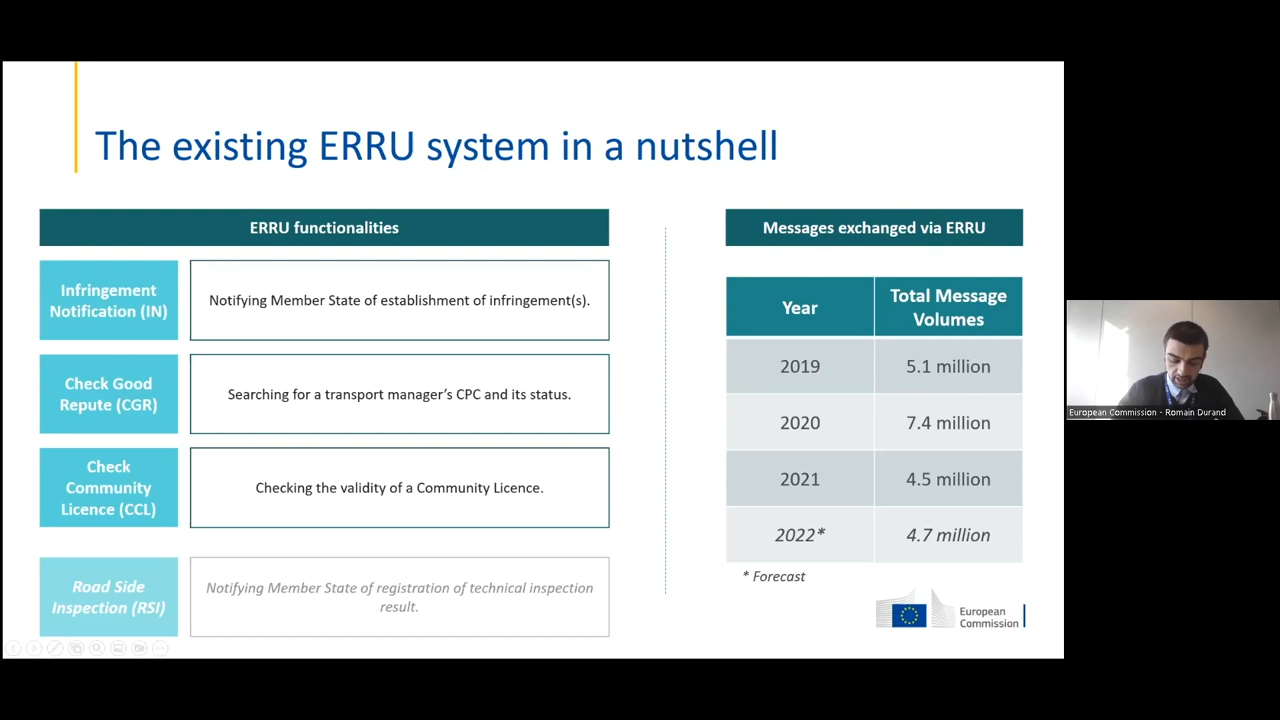 The existing ERRU system in a nutshell
ERRU functionalities
Infringement
Notification (IN)
Notifying Member State of establishment of infringement(s).
Check Good
Repute (CGR)
Searching for a transport manager's CPC and its status.
Check
Community
Licence (CCL)
Checking the validity of a Community Licence.
Road Side
Inspection (RSI)
Notifying Member State of registration of technical inspection
result.
Messages exchanged via ERRU
Year
Total Message
Volumes
2019
5.1 million
2020
7.4 million
2021
4.5 million
2022*
4.7 million
* Forecast
European
Commission
European Commission - Romain Durand